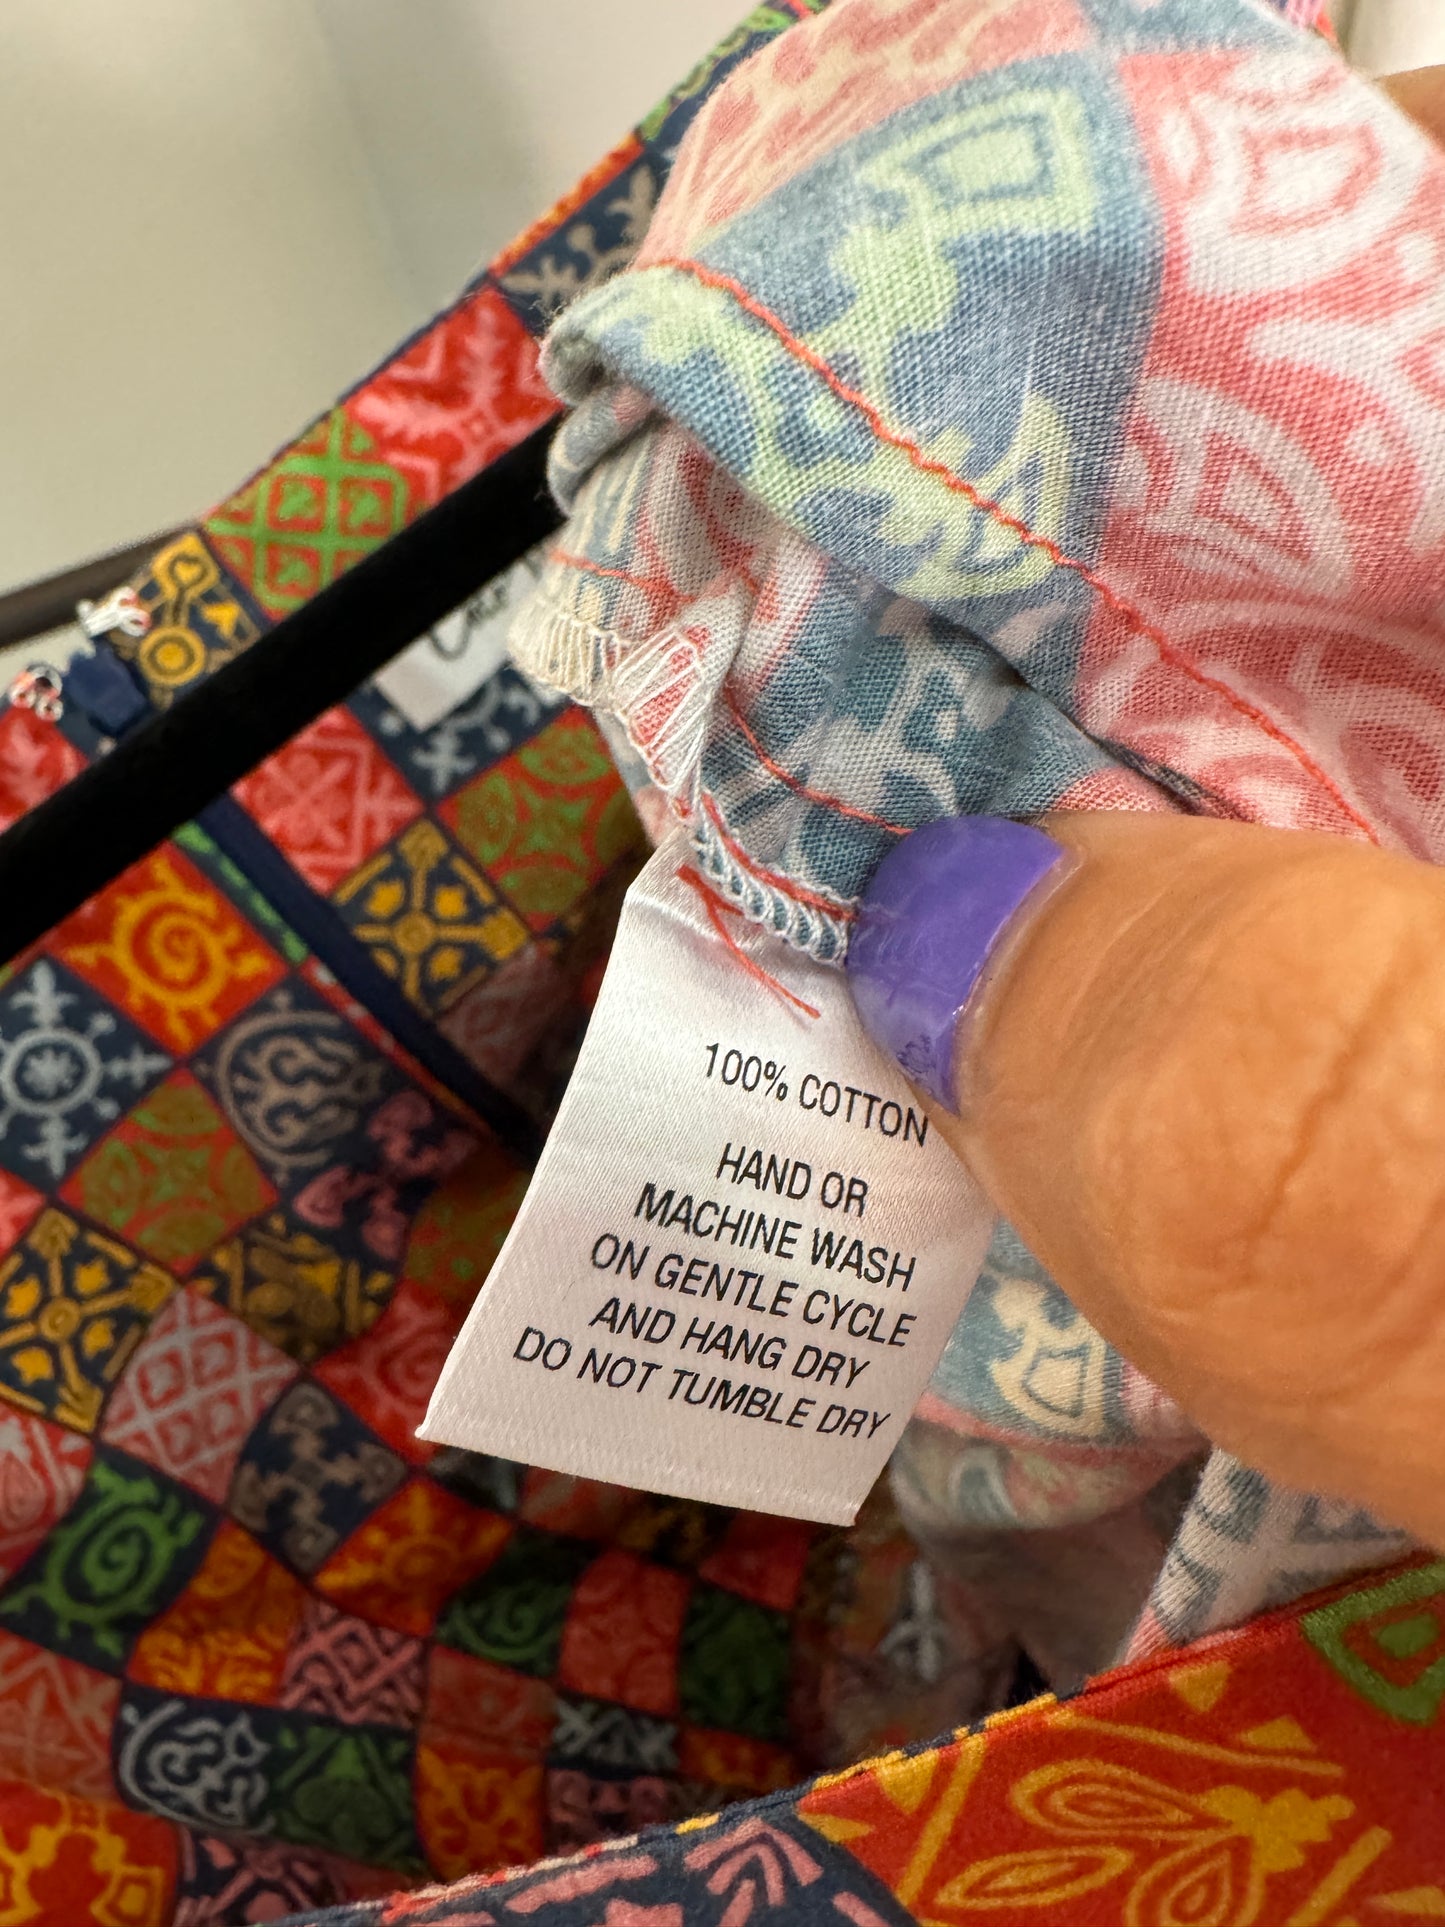 100% COTTON
HAND OR
MACHINE WASH
ON GENTLE CYCLE
AND HANG DRY
DO NOT TUMBLE DRY